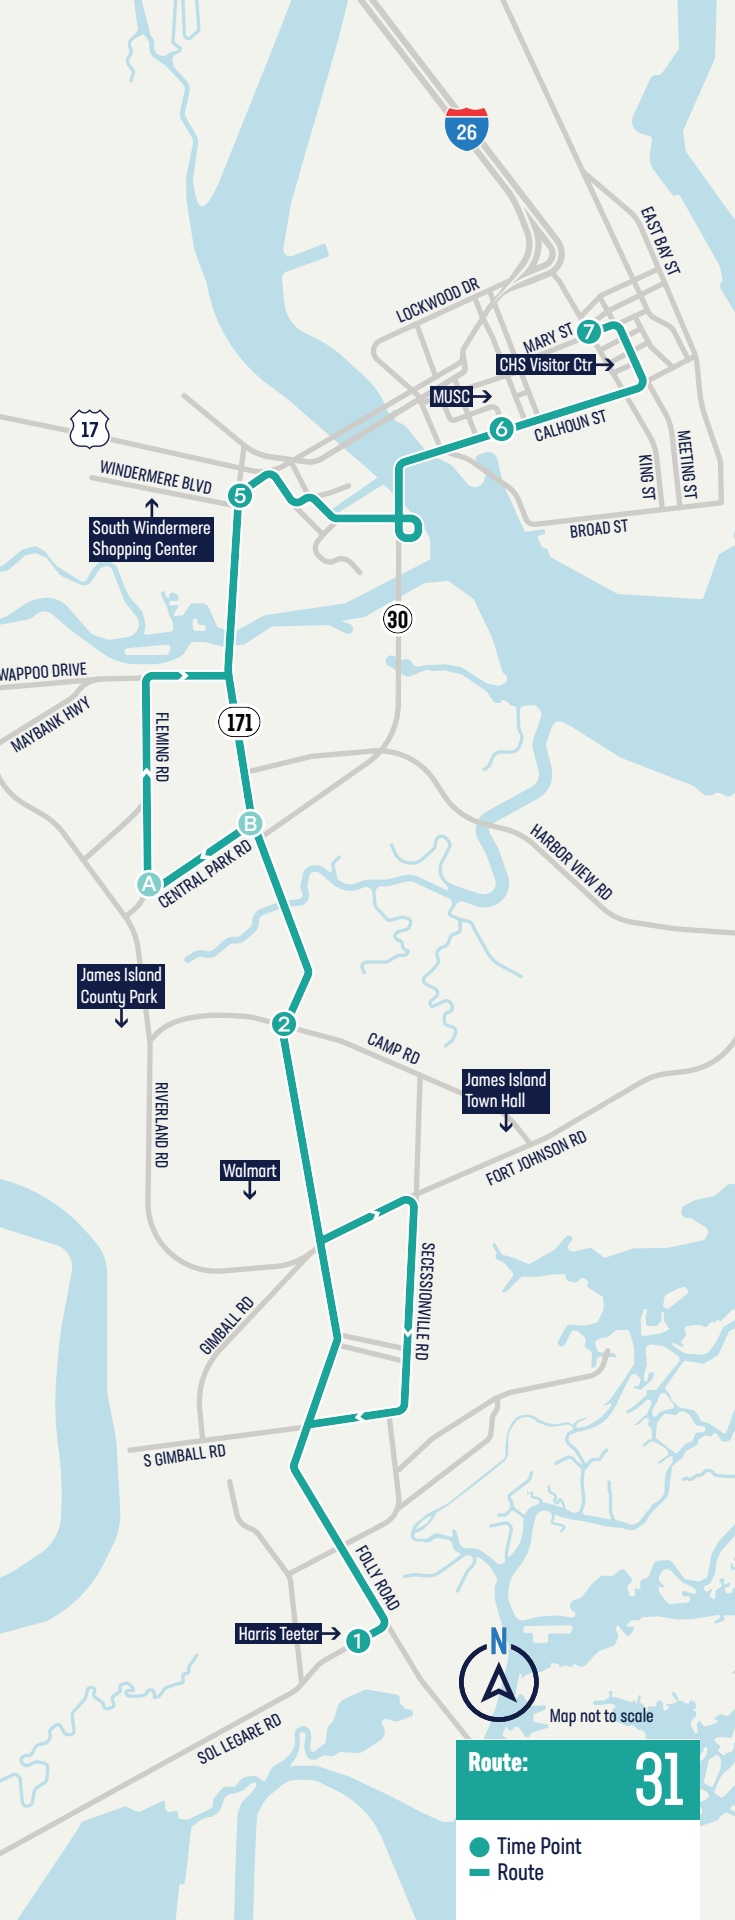 26
EAST BAY ST
LOCKWOOD DR
MARY ST
7
CHS Visitor Ctr
MUSC
17
6
CALHOUN ST
WINDERMERE BLVD
5
KING ST
MEETING ST
South Windermere
Shopping Center
BROAD ST
30
WAPPOO DRIVE
MAYBANK HWY
FLEMING RD
171
B
HARBOR VIEW RD
A
CENTRAL PARK RD
James Island
County Park
2
CAMP RD
James Island
Town Hall
RIVERLAND RD
FORT JOHNSON RD
Walmart
SECESSIONVILLE RD
GIMBALL RD
S GIMBALL RD
FOLLY ROAD
Harris Teeter
1
N
Map not to scale
SOL LEGARE RD
Route:
31
Time Point
Route